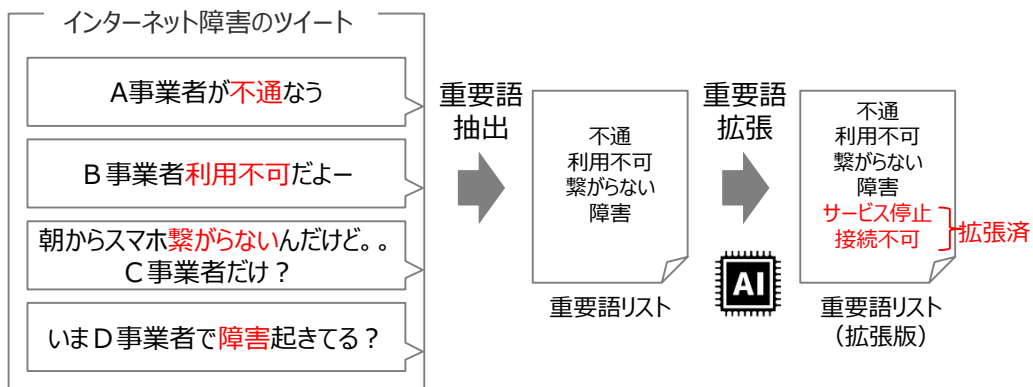 インターネット障害のツイート
A事業者が不通なう
B事業者利用不可だよー
朝からスマホ繋がらないんだけど。。
C事業者だけ？
いまD事業者で障害起きてる？
重要語
抽出
不通
利用不可
繋がらない
障害
重要語リスト
重要語
拡張
AI
不通
利用不可
繋がらない
障害
サービス停止
接続不可
拡張済
重要語リスト
（拡張版）